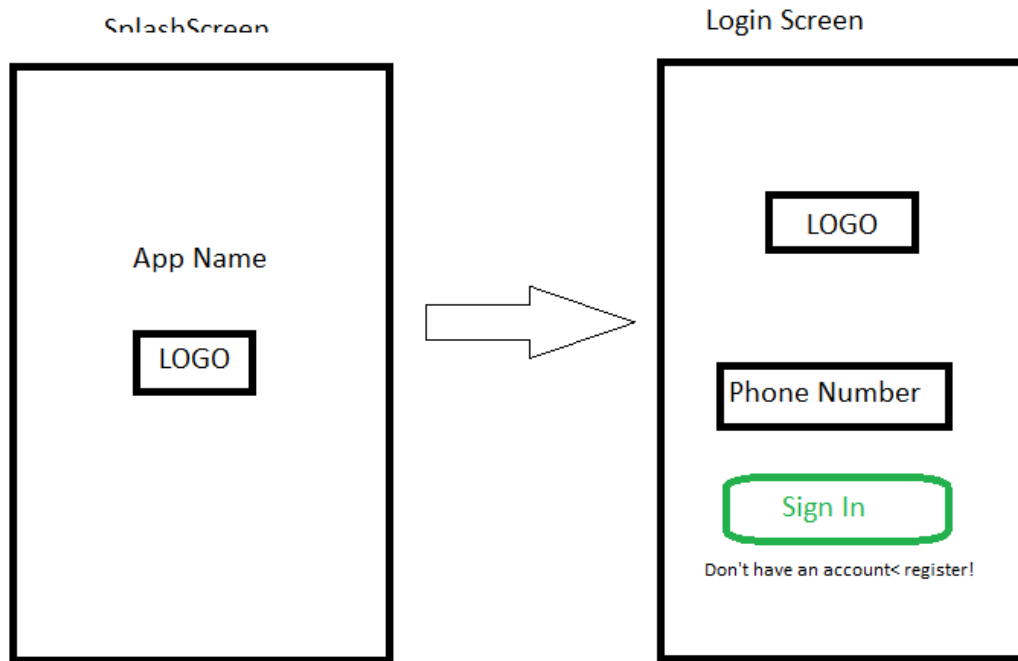 SplashScreen
Login Screen
App Name
LOGO
LOGO
Phone Number
Sign In
Don't have an account< register!